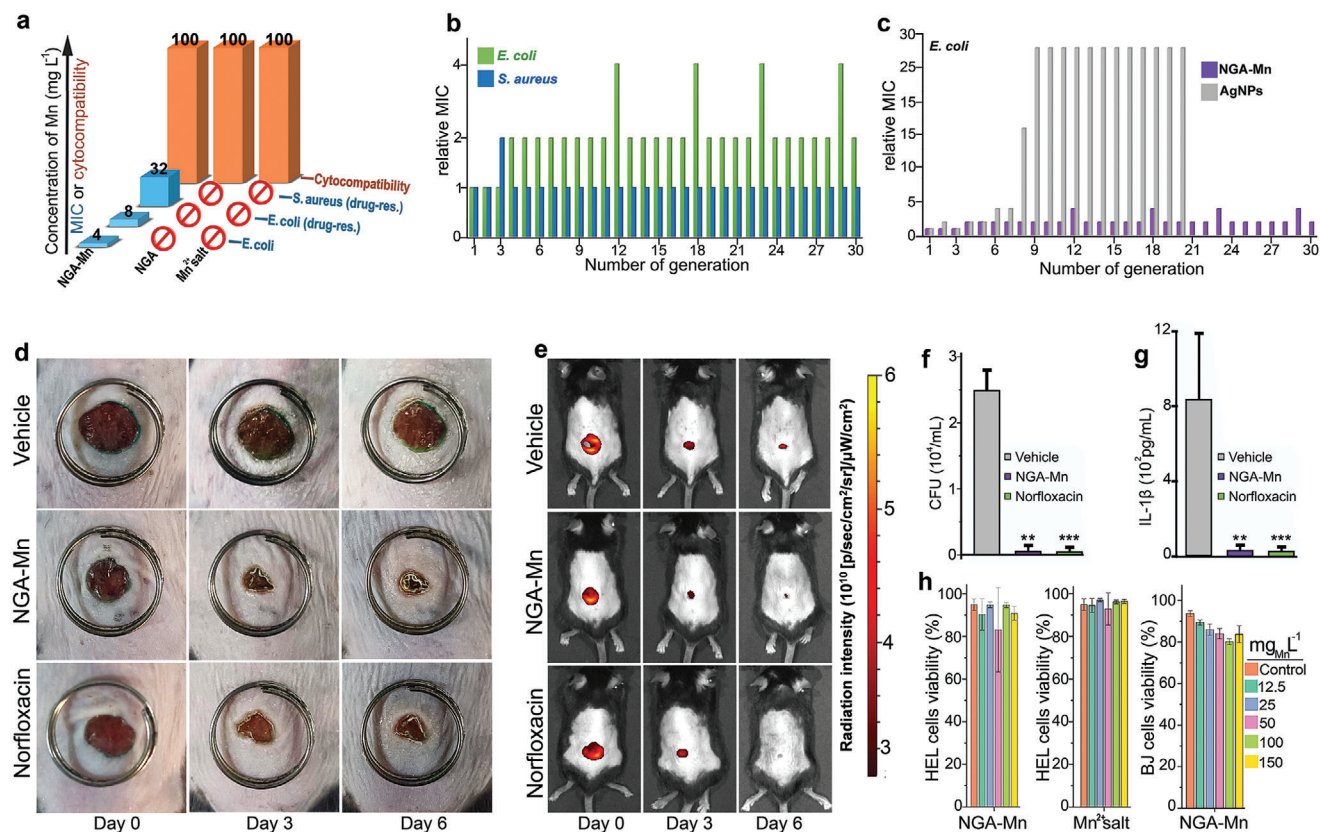 a
Concentration of Mn (mg L⁻¹)
MIC or cytocompatibility
100 100 100
32
8
4
Cytocompatibility
S. aureus (drug-res.)
E.coli (drug-res.)
E.coli
NGA-Mn
NGA
Mn²⁺salt
b
relative MIC
4
2
1
0
E. coli
S. aureus
1 3 6 9 12 15 18 21 24 27 30
Number of generation
c
relative MIC
30
28
15
15
10
5
0
E. coli
NGA-Mn
AgNPs
1 3 6 9 12 15 18 21 24 27 30
Number of generation
d
Vehicle
NGA-Mn
Norfloxacin
Day 0 Day 3 Day 6
e
Vehicle
NGA-Mn
Norfloxacin
Day 0 Day 3 Day 6
6
5
4
3
Radiation intensity (10¹⁰ [p/sec/cm²/sr]/µW/cm²)
f
CFU (10⁴/mL)
3
2
1
0
Vehicle
NGA-Mn
Norfloxacin
** ***
g
IL-1β (10²pg/mL)
12
8
4
0
Vehicle
NGA-Mn
Norfloxacin
** ***
h
HEL cells viability (%)
100
80
60
40
20
0
NGA-Mn
HEL cells viability (%)
100
80
60
40
20
0
Mn²⁺salt
BJ cells viability (%)
100
80
60
40
20
0
NGA-Mn
mg Mn L⁻¹
Control
12.5
25
50
100
150